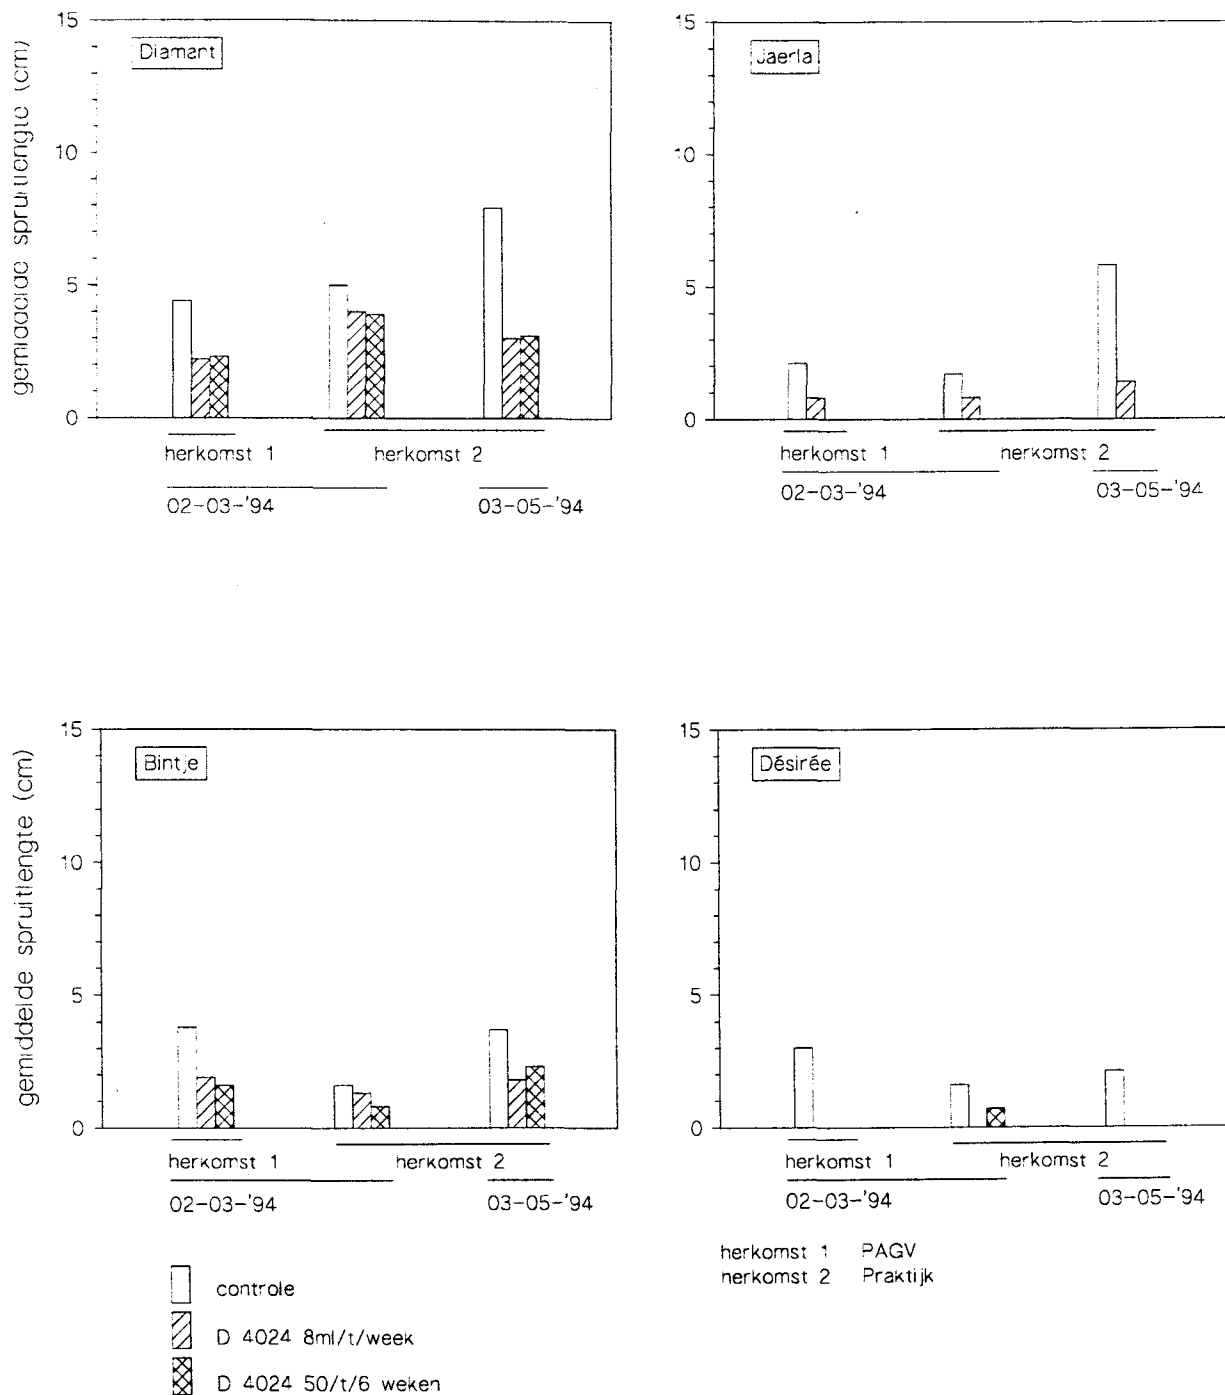 15
Diamant
10
5
0
gemiddelde spruitlengte (cm)
herkomst 1
herkomst 2
02-03-'94
03-05-'94
15
Jaerla
10
5
0
herkomst 1
herkomst 2
02-03-'94
03-05-'94
15
Bintje
10
5
0
gemiddelde spruitlengte (cm)
herkomst 1
herkomst 2
02-03-'94
03-05-'94
15
Désirée
10
5
0
herkomst 1
herkomst 2
02-03-'94
03-05-'94
herkomst 1 PAGV
herkomst 2 Praktijk
controle
D 4024 8ml/t/week
D 4024 50/t/6 weken